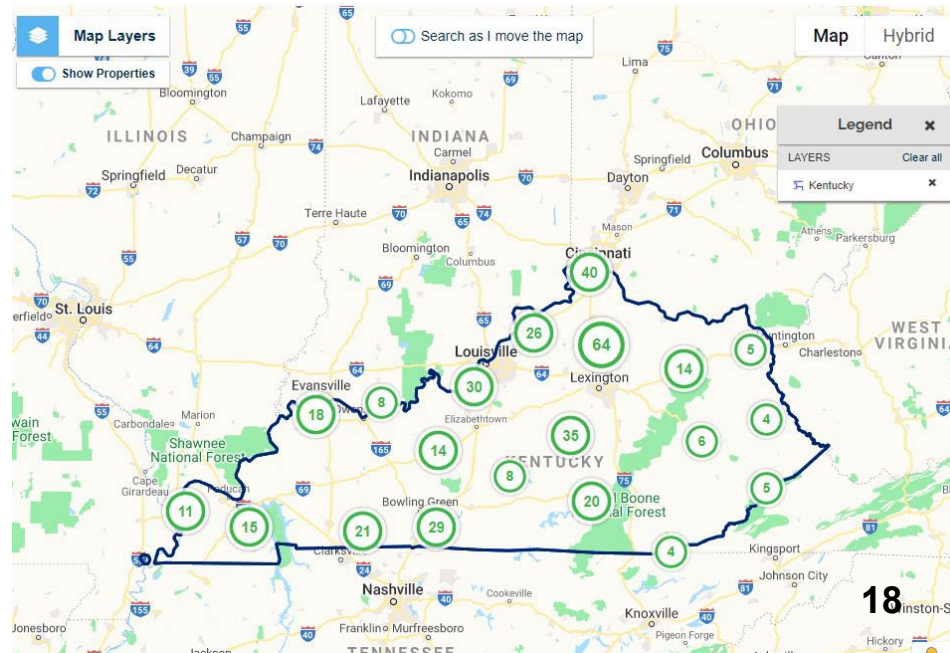 Map Layers
Search as I move the map
Map Hybrid
Show Properties
Lima
Bloomington
Lafayette
Kokomo
Legend
ILLINOIS
Champaign
INDIANA
OHIO
Carmel
Columbus
LAYERS Clear all
Springfield
Decatur
Indianapolis
Springfield
Dayton
Kentucky
Terre Haute
Mason
Athens
Parkersburg
Bloomington
Columbus
Cincinnati
40
St. Louis
26
64
WEST
VIRGINIA
Louisville
Charleston
5
14
Lexington
30
Evansville
8
18
4
Marion
Carbondale
Elizabethtown
35
6
Shawnee
National Forest
14
KENTUCKY
8
Cape
Girardeau
5
Boone
20
Bowling Green
11
15
21
29
4
Kingsport
Johnson City
Nashville
Cookeville
18
Knoxville
Jonesboro
Franklin
Murfreesboro
Pigeon Forge
Hickory
TENNESSEE